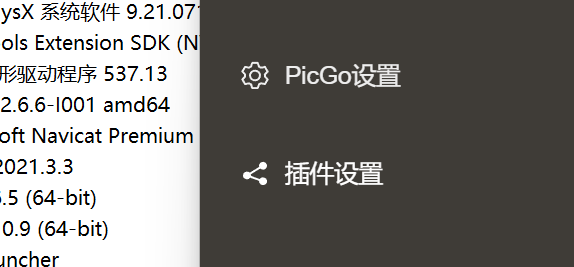 ysX 系统软件 9.21.071
ols Extension SDK (NV
形驱动程序 537.13
2.6.6-I001 amd64
oft Navicat Premium
2021.3.3
.5 (64-bit)
0.9 (64-bit)
uncher
PicGo设置
插件设置